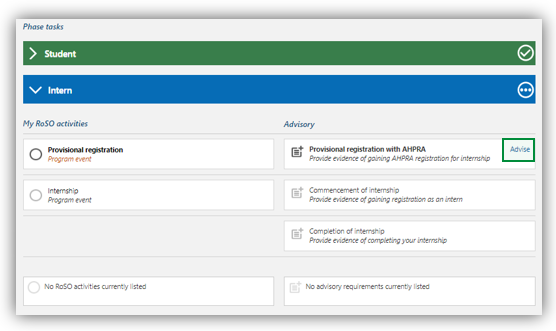 Phase tasks
Student
Intern
My RoSO activities
Advisory
Provisional registration
Program event
Provisional registration with AHPRA
Provide evidence of gaining AHPRA registration for internship
Advise
Internship
Program event
Commencement of internship
Provide evidence of gaining registration as an intern
Completion of internship
Provide evidence of completing your internship
No RoSO activities currently listed
No advisory requirements currently listed